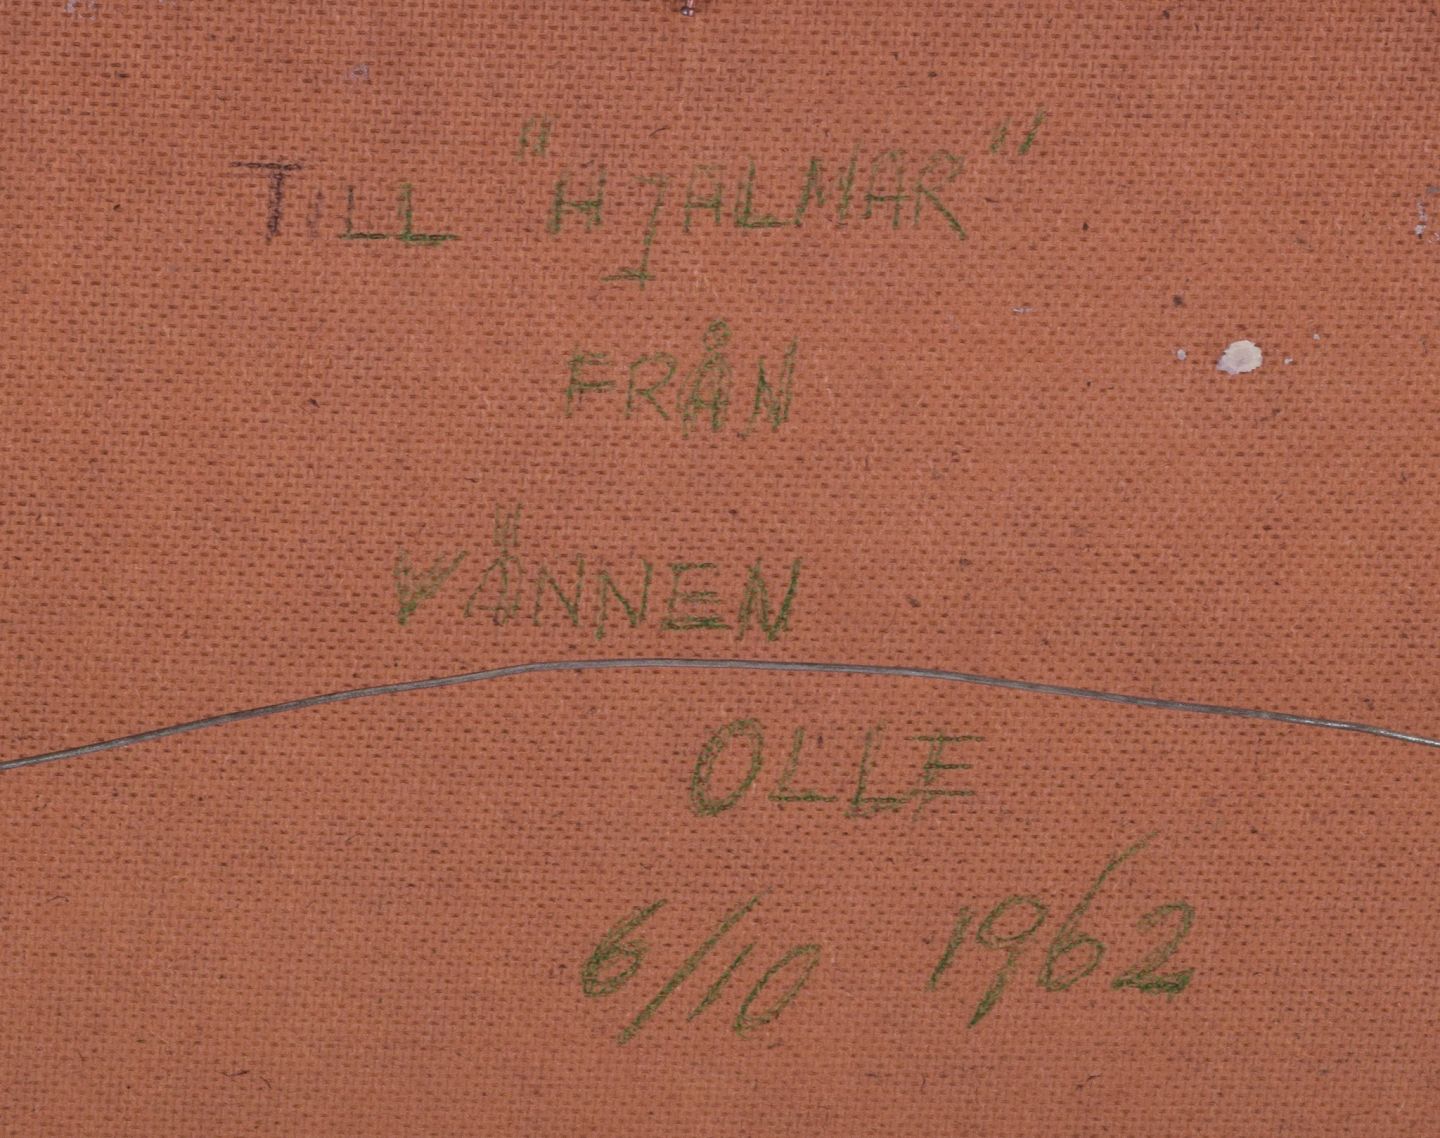 TILL "HJALMAR"
FRÅN
VÄNNEN
OLLE
6/10 1962